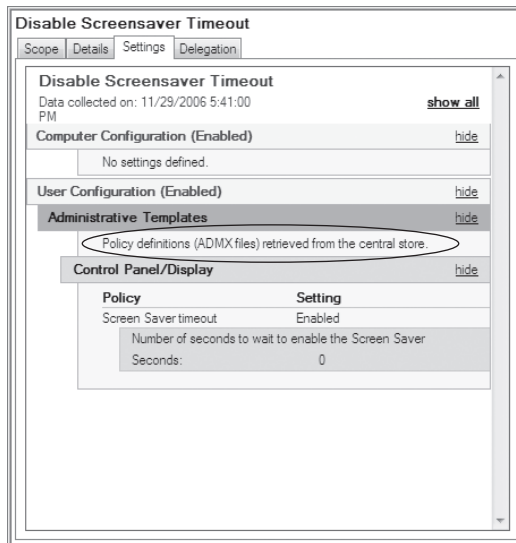 Disable Screensaver Timeout
Scope Details Settings Delegation
Disable Screensaver Timeout
Data collected on: 11/29/2006 5:41:00
PM
show all
Computer Configuration (Enabled) hide
No settings defined.
User Configuration (Enabled) hide
Administrative Templates hide
Policy definitions (ADMX files) retrieved from the central store.
Control Panel/Display hide
Policy Setting
Screen Saver timeout Enabled
Number of seconds to wait to enable the Screen Saver
Seconds: 0